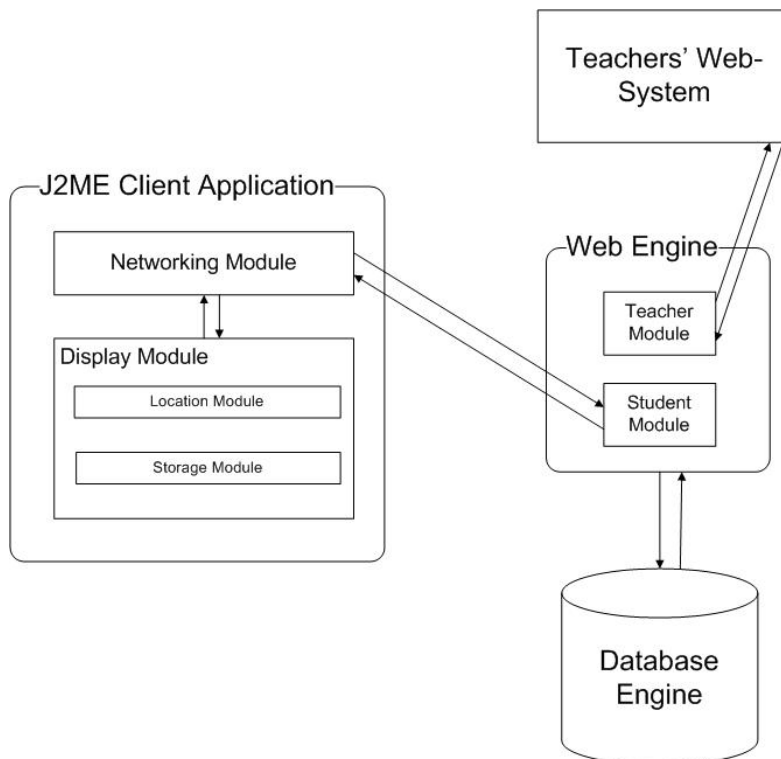 Teachers' Web-
System
J2ME Client Application
Networking Module
Display Module
Location Module
Storage Module
Web Engine
Teacher
Module
Student
Module
Database
Engine